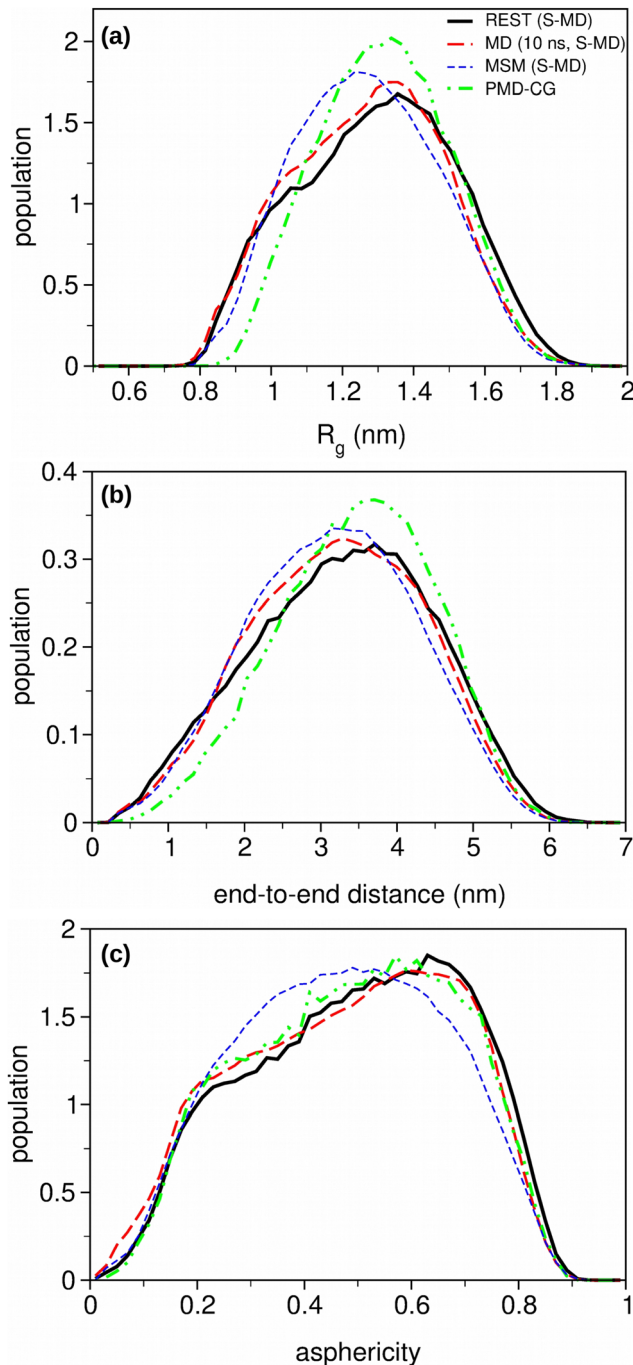 (a)
REST (S-MD)
MD (10 ns, S-MD)
MSM (S-MD)
PMD-CG
2
1.5
1
0.5
0
population
0.6 0.8 1 1.2 1.4 1.6 1.8 2
Rg (nm)
(b)
0.4
0.3
0.2
0.1
0
population
0 1 2 3 4 5 6 7
end-to-end distance (nm)
(c)
2
1.5
1
0.5
0
population
0 0.2 0.4 0.6 0.8 1
asphericity